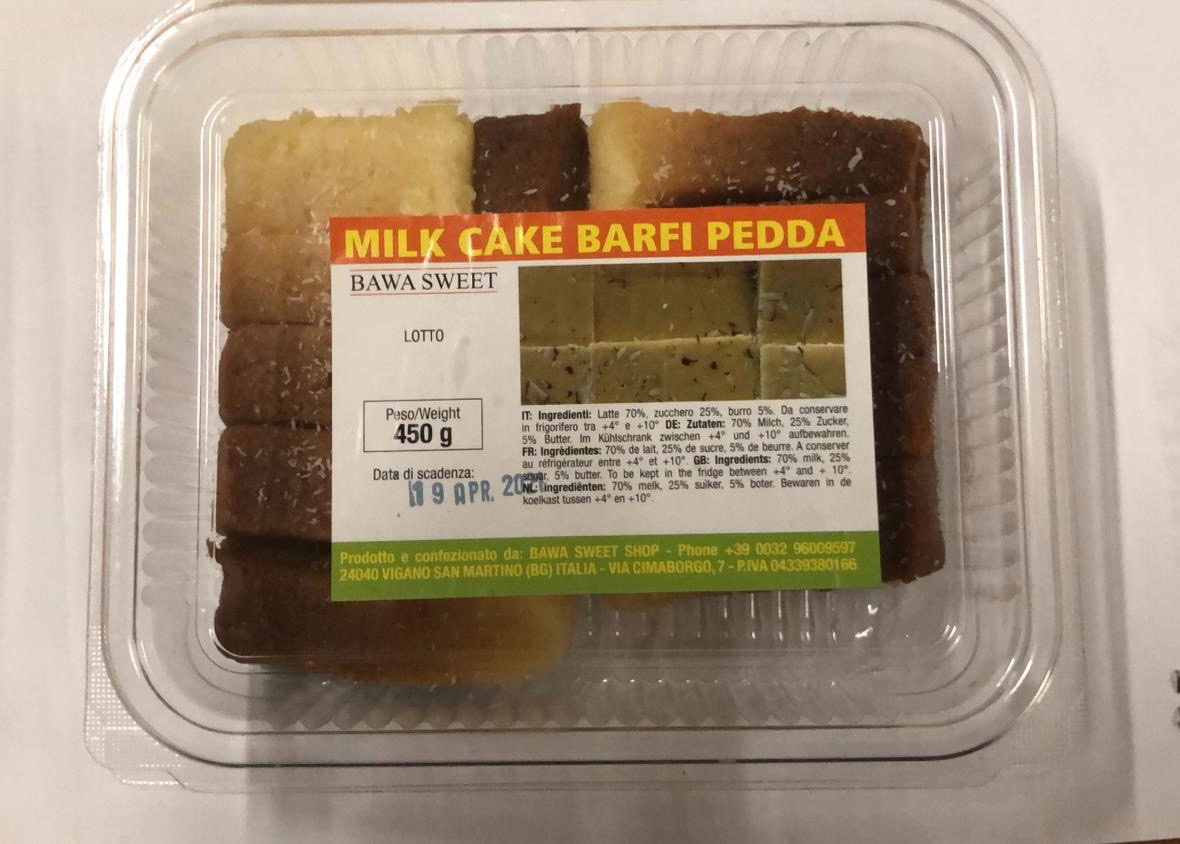 MILK CAKE BARFI PEDDA
BAWA SWEET
LOTTO
Peso/Weight
450 g
Data di scadenza:
19 APR.
IT: Ingredienti: Latte 70%, zucchero 25%, burro 5%. Da conservare
in frigorifero tra +4° e +10° DE: Zutaten: 70% Milch, 25% Zucker,
5% Butter. Im Kühlschrank zwischen +4° und +10° aufbewahren.
FR: Ingrèdientes: 70% de lait, 25% de sucre, 5% de beurre. A conserver
au réfrigérateur entre +4° et +10°. GB: Ingredients: 70% milk, 25%
sugar, 5% butter. To be kept in the fridge between +4° and + 10°.
NL: Ingrediënten: 70% melk, 25% suiker, 5% boter. Bewaren in de
koelkast tussen +4° en +10°.
Prodotto e confezionato da: BAWA SWEET SHOP - Phone +39 0032 96009597
24040 VIGANO SAN MARTINO (BG) ITALIA - VIA CIMABORGO, 7 - P.IVA 04339380166